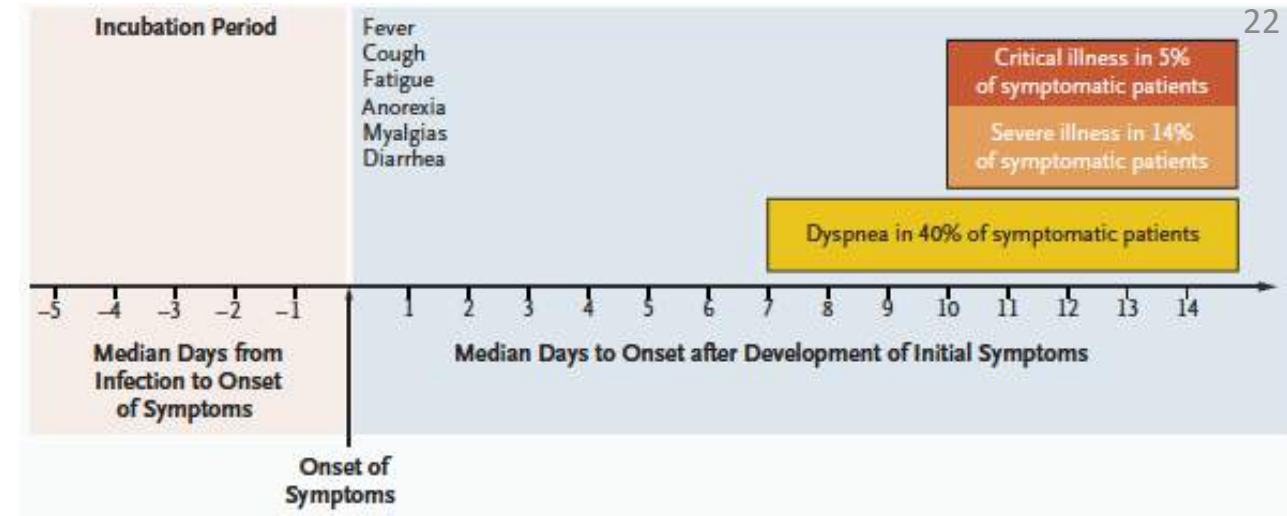 22
Incubation Period
Fever
Cough
Fatigue
Anorexia
Myalgias
Diarrhea
Critical illness in 5%
of symptomatic patients
Severe illness in 14%
of symptomatic patients
Dyspnea in 40% of symptomatic patients
–5 –4 –3 –2 –1 1 2 3 4 5 6 7 8 9 10 11 12 13 14
Median Days from
Infection to Onset
of Symptoms
Median Days to Onset after Development of Initial Symptoms
Onset of
Symptoms